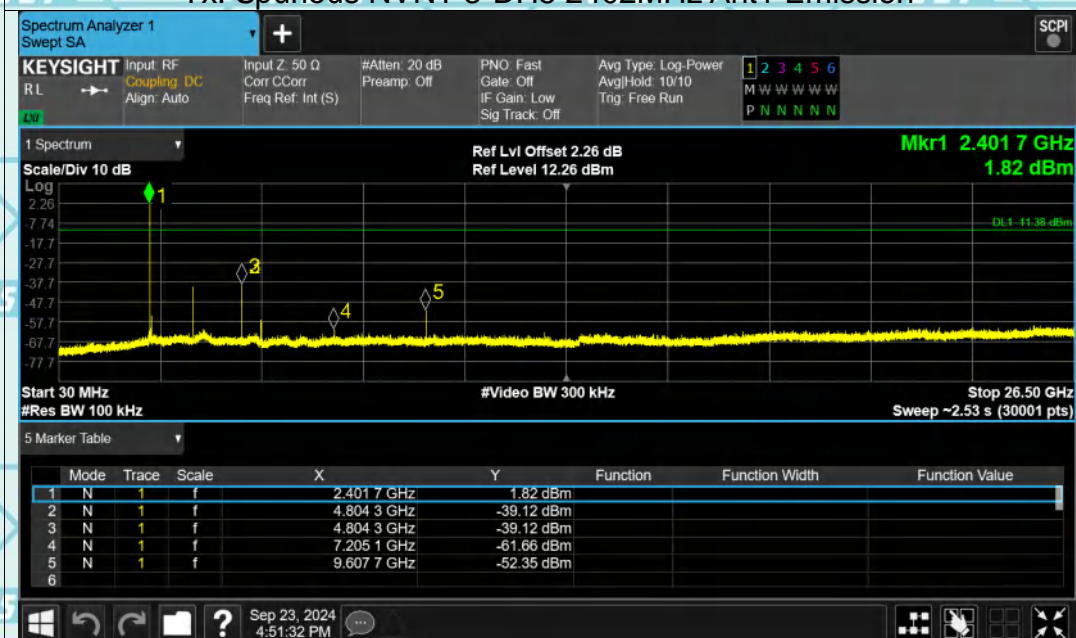 Tx. Spurious NVNT 3-DH5 2402MHz Ant1 Emission
Spectrum Analyzer 1
Swept SA
+
SCPI
KEYSIGHT Input: RF Input Z: 50 Ω #Atten: 20 dB PNO: Fast Avg Type: Log-Power 1 2 3 4 5 6
RL Coupling: DC Corr CCorr Preamp: Off Gate: Off Avg|Hold: 10/10 M W W W W W
Align: Auto Freq Ref: Int (S) IF Gain: Low Trig: Free Run
LXI Sig Track: Off P N N N N N
1 Spectrum Ref Lvl Offset 2.26 dB Mkr1 2.401 7 GHz
Scale/Div 10 dB Ref Level 12.26 dBm 1.82 dBm
Log
1
2.26
-7.74 DL1 -11.38 dBm
-17.7
-27.7
-37.7
-47.7 5
-57.7 4
-67.7
-77.7
Start 30 MHz #Video BW 300 kHz Stop 26.50 GHz
#Res BW 100 kHz Sweep ~2.53 s (30001 pts)
5 Marker Table
Mode Trace Scale X Y Function Function Width Function Value
1 N 1 f 2.401 7 GHz 1.82 dBm
2 N 1 f 4.804 3 GHz -39.12 dBm
3 N 1 f 4.804 3 GHz -39.12 dBm
4 N 1 f 7.205 1 GHz -61.66 dBm
5 N 1 f 9.607 7 GHz -52.35 dBm
6
? Sep 23, 2024
4:51:32 PM